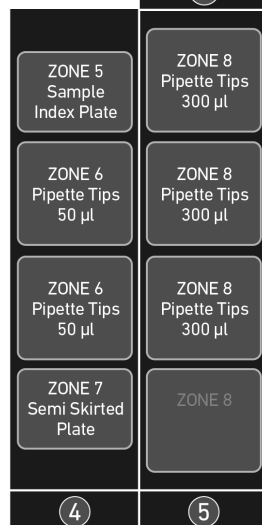 ZONE 5
Sample
Index Plate
ZONE 6
Pipette Tips
50 µl
ZONE 6
Pipette Tips
50 µl
ZONE 7
Semi Skirted
Plate
4
ZONE 8
Pipette Tips
300 µl
ZONE 8
Pipette Tips
300 µl
ZONE 8
Pipette Tips
300 µl
ZONE 8
5